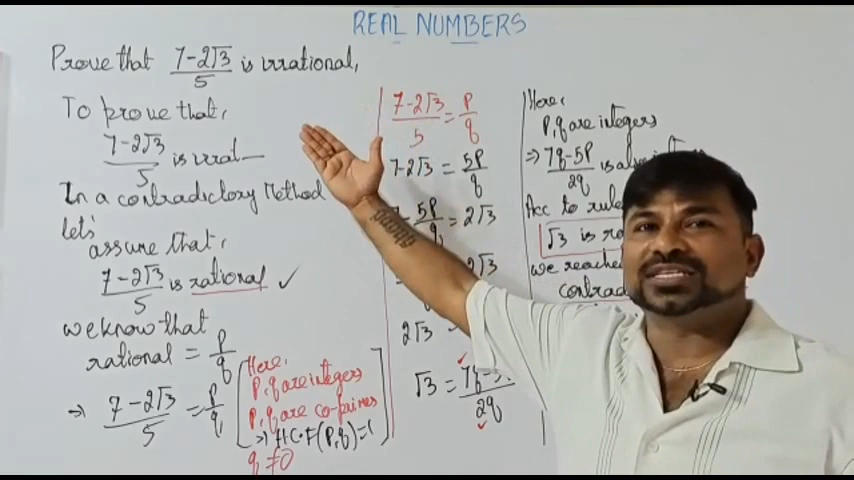 REAL NUMBERS
Prove that (7-2√3)/5 is irrational,
To prove that,
(7-2√3)/5 is irrat—
In a contradictory Method
let's
assume that,
(7-2√3)/5 is rational ✓
we know that
rational = P/q
⇒ (7-2√3)/5 = P/q,
Here,
P,q are integers
P,q are co-primes
⇒ H.C.F(P,q)=1
q ≠ 0
(7-2√3)/5 = P/q
7-2√3 = 5P/q
5P/q = 2√3
2√3
2√3
√3 = 7q-5/2q
Here,
P,q are integers
⇒ (7q-5P)/2q is
Acc to rule
√3 is
we reached